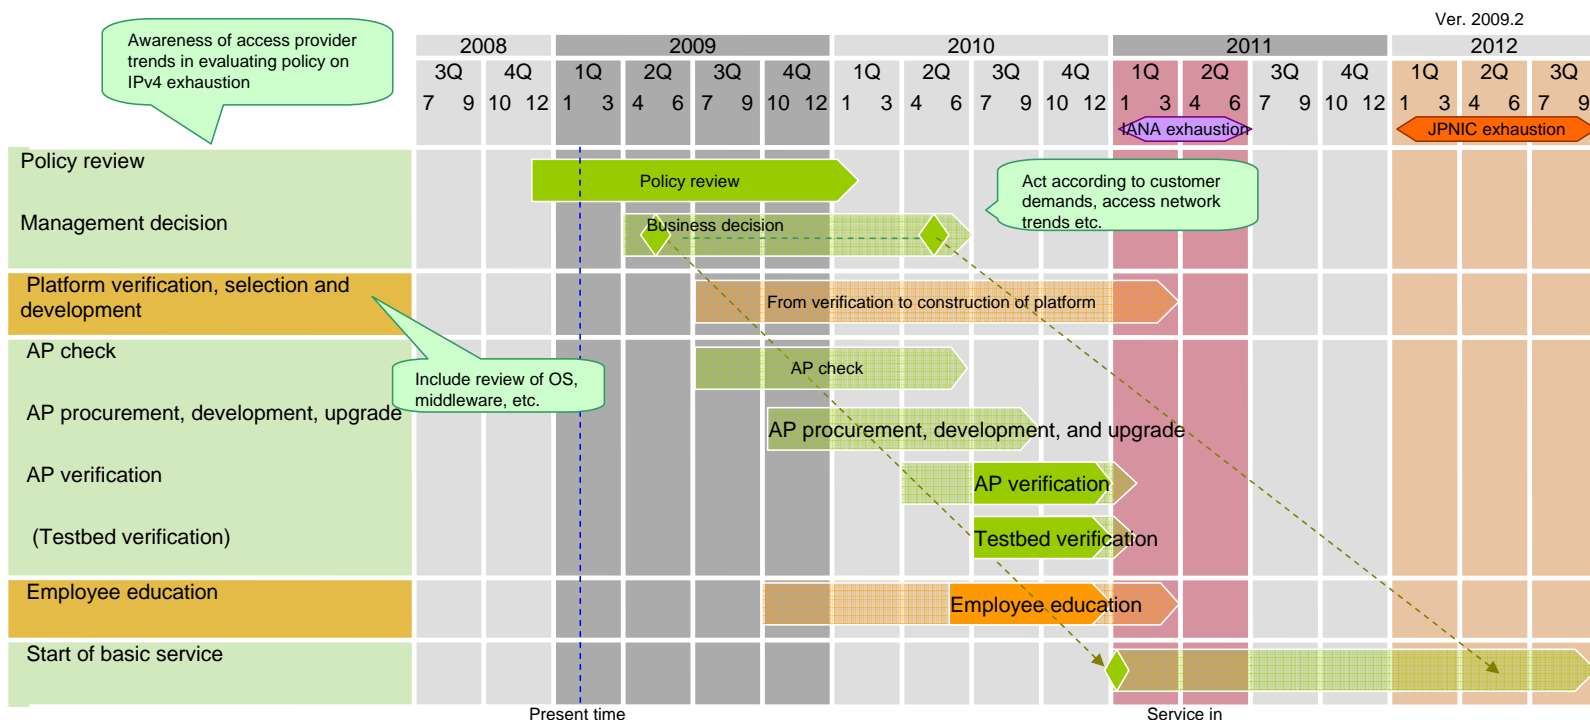 Ver. 2009.2
Awareness of access provider
trends in evaluating policy on
IPv4 exhaustion
2008 2009 2010 2011 2012
3Q 4Q 1Q 2Q 3Q 4Q 1Q 2Q 4Q 1Q 2Q 3Q 4Q 1Q 2Q 3Q
7 9 10 12 1 3 4 6 7 9 10 12 1 3 4 6 7 9 10 12 1 3 4 6 7 9 10 12 1 3 4 6 7 9
IANA exhaustion JPNIC exhaustion
Policy review
Policy review
Act according to customer
demands, access network
trends etc.
Management decision
Business decision
Platform verification, selection and
development
From verification to construction of platform
AP check
AP check
Include review of OS,
middleware, etc.
AP procurement, development, upgrade
AP procurement, development, and upgrade
AP verification
AP verification
(Testbed verification)
Testbed verification
Employee education
Employee education
Start of basic service
Present time
Service in